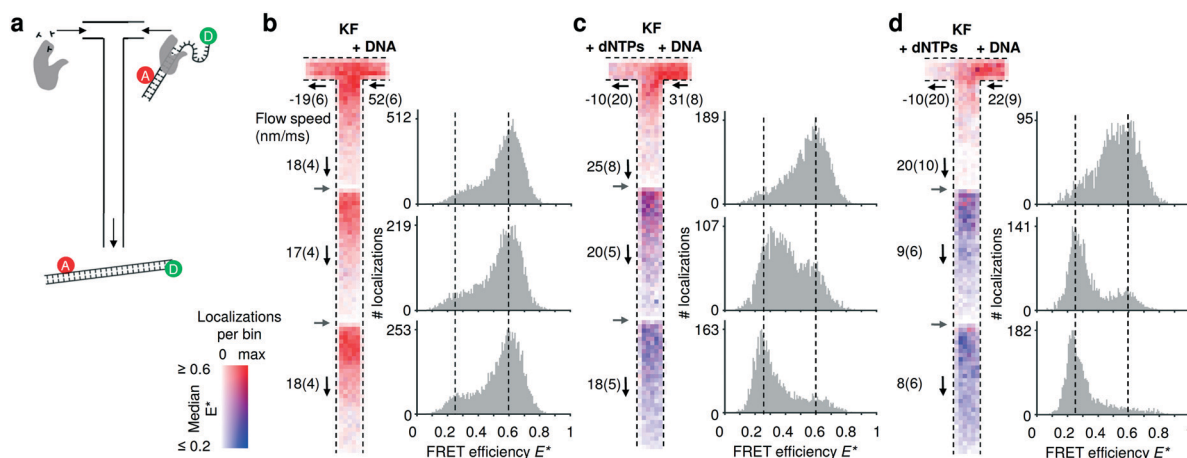 a
D
A
A
D
Localizations
per bin
0 max
≥ 0.6
Median
E*
≤ 0.2
b
KF
+ DNA
-19(6)
52(6)
Flow speed
(nm/ms)
18(4)
17(4)
18(4)
# localizations
512
0
219
0
253
0
0 0.2 0.4 0.6 0.8 1
FRET efficiency E*
c
KF
+ dNTPs + DNA
-10(20)
31(8)
25(8)
20(5)
18(5)
# localizations
189
0
107
0
163
0
0 0.2 0.4 0.6 0.8 1
FRET efficiency E*
d
KF
+ dNTPs + DNA
-10(20)
22(9)
20(10)
9(6)
8(6)
# localizations
95
0
141
0
182
0
0 0.2 0.4 0.6 0.8 1
FRET efficiency E*